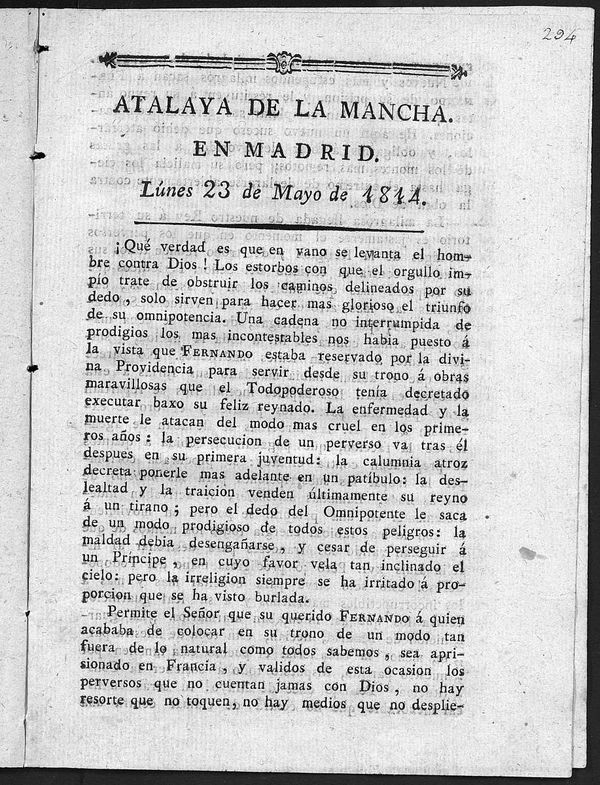 294
ATALAYA DE LA MANCHA.
EN MADRID.
Lúnes 23 de Mayo de 1814.
¡Qué verdad es que en vano se levanta el hom-
bre contra Dios! Los estorbos con que el orgullo im-
pío trate de obstruir los caminos delineados por su
dedo, solo sirven para hacer mas glorioso el triunfo
de su omnipotencia. Una cadena no interrumpida de
prodigios los mas incontestables nos habia puesto á
la vista que FERNANDO estaba reservado por la divi-
na Providencia para servir desde su trono á obras
maravillosas que el Todopoderoso tenía decretado
executar baxo su feliz reynado. La enfermedad y la
muerte le atacan del modo mas cruel en los prime-
ros años: la persecucion de un perverso va tras él
despues en su primera juventud: la calumnia atroz
decreta ponerle mas adelante en un patíbulo: la des-
lealtad y la traicion venden últimamente su reyno
á un tirano; pero el dedo del Omnipotente le saca
de un modo prodigioso de todos estos peligros: la
maldad debia desengañarse, y cesar de perseguir á
un Príncipe, en cuyo favor vela tan inclinado el
cielo: pero la irreligion siempre se ha irritado á pro-
porcion que se ha visto burlada.
Permite el Señor que su querido FERNANDO á quien
acababa de colocar en su trono de un modo tan
fuera de lo natural como todos sabemos, sea apri-
sionado en Francia, y validos de esta ocasion los
perversos que no cuentan jamas con Dios, no hay
resorte que no toquen, no hay medios que no desplie-